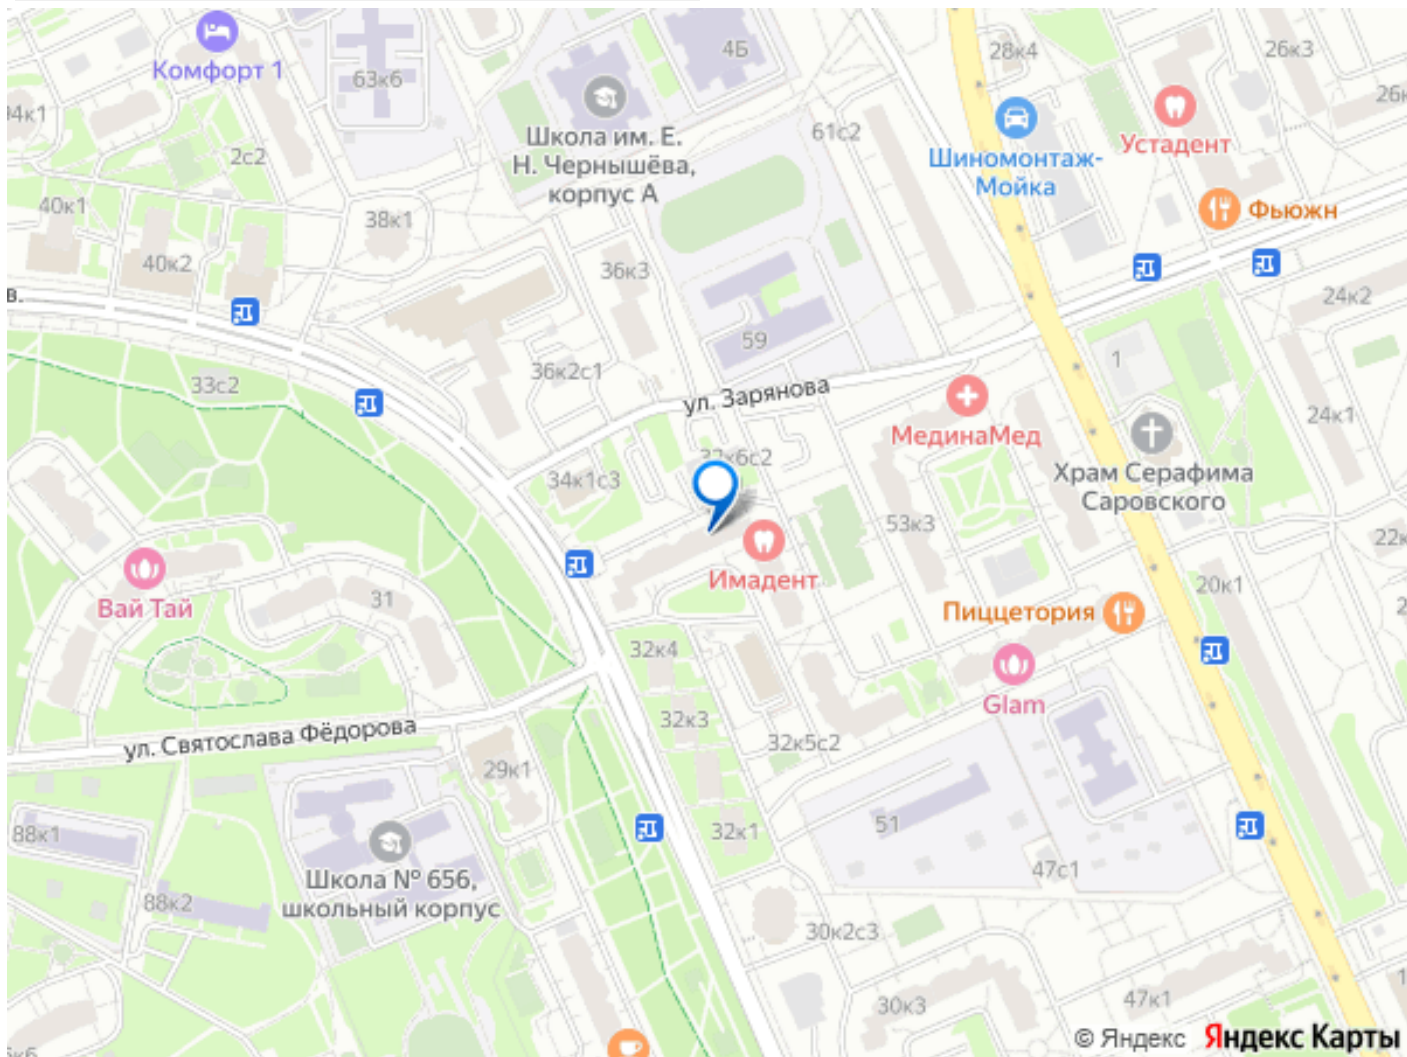 Комфорт 1
63к6
4Б
28к4
26к3
94к1
2с2
Школа им. Е.
Н. Чернышёва,
корпус А
61с2
Шиномонтаж-
Мойка
Устадент
Фьюжн
40к1
38к1
40к2
36к3
в.
24к2
33с2
36к2с1
59
ул. Зарянова
1
МединаМед
24к1
Храм Серафима
Саровского
34к1с3
53к3
Имадент
Вай Тай
31
Пиццетория
20к1
32к4
Glam
32к3
ул. Святослава Фёдорова
32к5с2
29к1
88к1
51
32к1
Школа № 656,
школьный корпус
47с1
88к2
30к2с3
30к3
47к1
© Яндекс Яндекс Карты